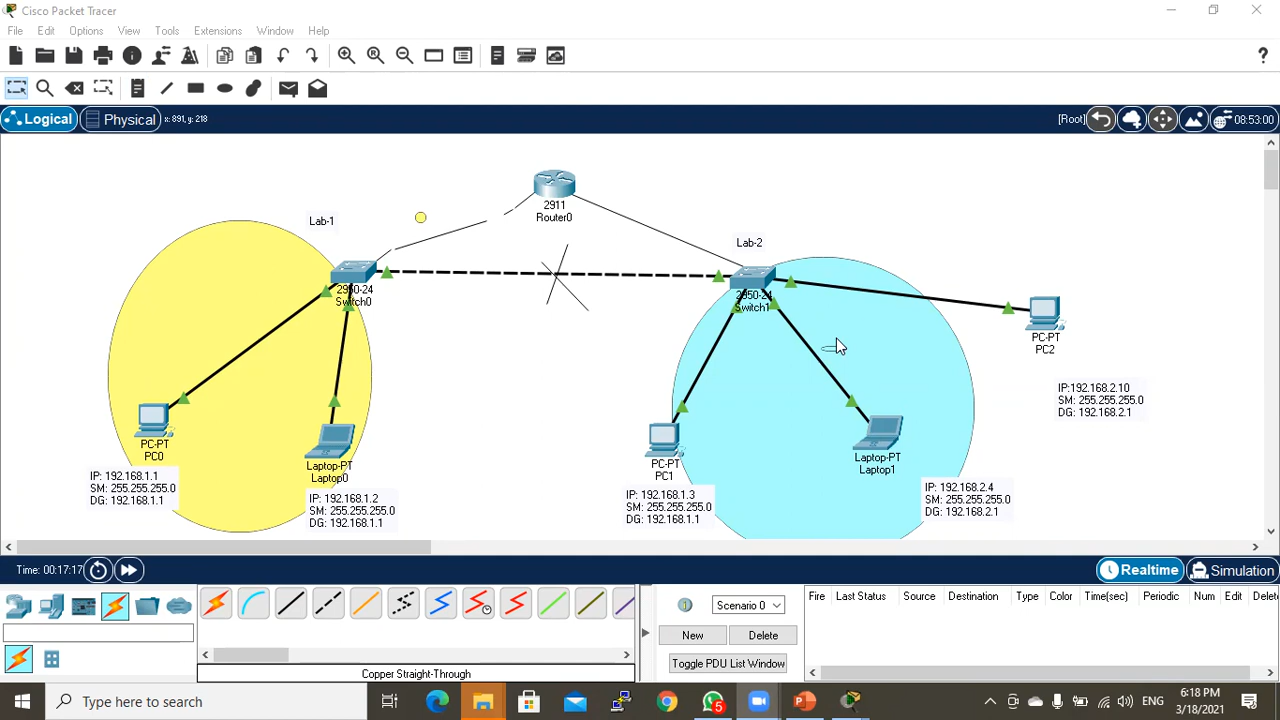 Cisco Packet Tracer
File Edit Options View Tools Extensions Window Help
Logical Physical x: 891, y: 218 [Root] 08:53:00
2911
Router0
Lab-1
Lab-2
2950-24
Switch0
2950-24
Switch1
PC-PT
PC2
IP:192.168.2.10
SM: 255.255.255.0
DG: 192.168.2.1
PC-PT
PC0
IP: 192.168.1.1
SM: 255.255.255.0
DG: 192.168.1.1
Laptop-PT
Laptop0
IP: 192.168.1.2
SM: 255.255.255.0
DG: 192.168.1.1
PC-PT
PC1
IP: 192.168.1.3
SM: 255.255.255.0
DG: 192.168.1.1
Laptop-PT
Laptop1
IP: 192.168.2.4
SM: 255.255.255.0
DG: 192.168.2.1
Time: 00:17:17 Realtime Simulation
Scenario 0
New Delete
Toggle PDU List Window
Fire Last Status Source Destination Type Color Time(sec) Periodic Num Edit Delet
Copper Straight-Through
Type here to search
5
ENG
6:18 PM
3/18/2021